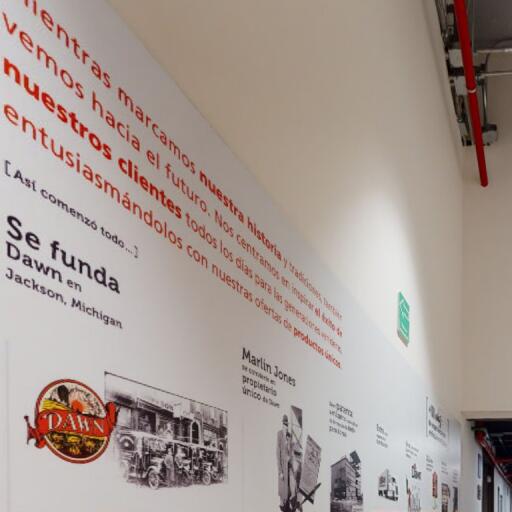 mientras marcamos nuestra historia y tradiciones, también
vemos hacia el futuro. Nos centramos en inspirar el éxito de
nuestros clientes todos los días para las generaciones venideras,
entusiasmándolos con nuestras ofertas de productos únicos.
[Así comenzó todo...]
Se funda
Dawn en
Jackson, Michigan
DAWN
Marlin Jones
se convierte en
propietario
único de Dawn